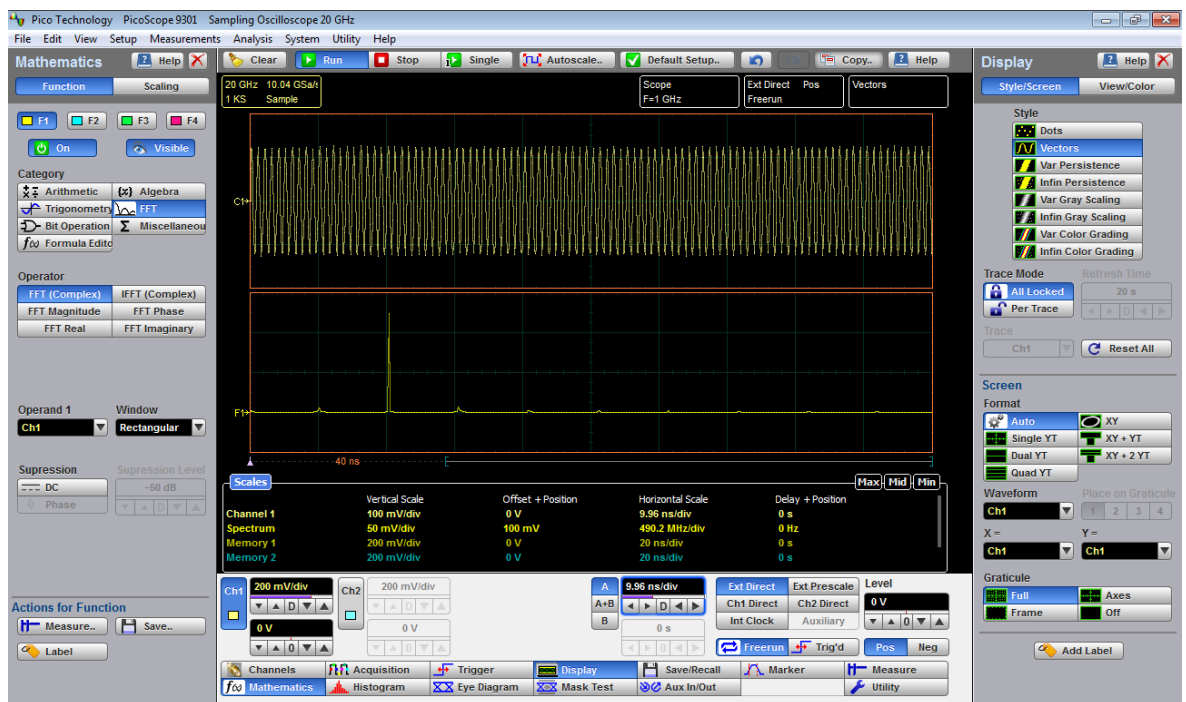 Pico Technology PicoScope 9301 Sampling Oscilloscope 20 GHz
File Edit View Setup Measurements Analysis System Utility Help
Mathematics Help
Function Scaling
F1 F2 F3 F4
On Visible
Category
Arithmetic Algebra
Trigonometry FFT
Bit Operation Miscellaneou
Formula Edito
Operator
FFT (Complex) IFFT (Complex)
FFT Magnitude FFT Phase
FFT Real FFT Imaginary
Operand 1 Window
Ch1 Rectangular
Supression Supression Level
DC -50 dB
Phase D
Actions for Function
Measure.. Save..
Label
Clear Run Stop Single Autoscale.. Default Setup.. Copy.. Help
20 GHz 10.04 GSa/s
1 KS Sample
Scope
F=1 GHz
Ext Direct Pos
Freerun
Vectors
C1
F1
40 ns
Scales Max Mid Min
Vertical Scale Offset + Position Horizontal Scale Delay + Position
Channel 1 100 mV/div 0 V 9.96 ns/div 0 s
Spectrum 50 mV/div 100 mV 490.2 MHz/div 0 Hz
Memory 1 200 mV/div 0 V 20 ns/div 0 s
Memory 2 200 mV/div 0 V 20 ns/div 0 s
Ch1 200 mV/div Ch2 200 mV/div
D D
0 V 0 V
0 0
A 9.96 ns/div
A+B D
B 0 s
0
Ext Direct Ext Prescale Level
Ch1 Direct Ch2 Direct 0 V
Int Clock Auxiliary 0
Freerun Trig'd Pos Neg
Channels Acquisition Trigger Display Save/Recall Marker Measure
f(x) Mathematics Histogram Eye Diagram Mask Test Aux In/Out Utility
Display Help
Style/Screen View/Color
Style
Dots
Vectors
Var Persistence
Infin Persistence
Var Gray Scaling
Infin Gray Scaling
Var Color Grading
Infin Color Grading
Trace Mode Refresh Time
All Locked 20 s
Per Trace D
Trace
Ch1 Reset All
Screen
Format
Auto XY
Single YT XY + YT
Dual YT XY + 2 YT
Quad YT
Waveform Place on Graticule
Ch1 1 2 3 4
X = Y =
Ch1 Ch1
Graticule
Full Axes
Frame Off
Add Label